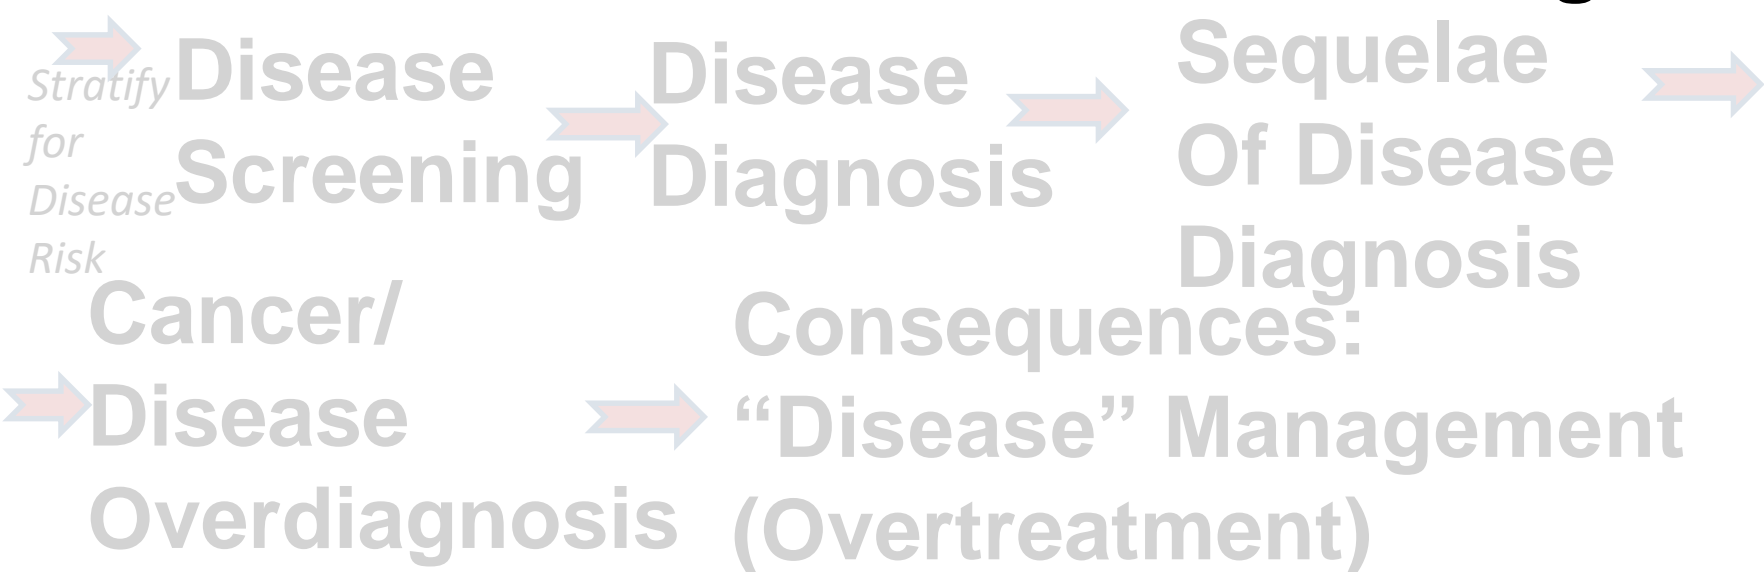 Stratify
for
Disease
Risk
Disease
Screening
Disease
Diagnosis
Sequelae
Of Disease
Diagnosis
Cancer/
Disease
Overdiagnosis
Consequences:
“Disease” Management
(Overtreatment)